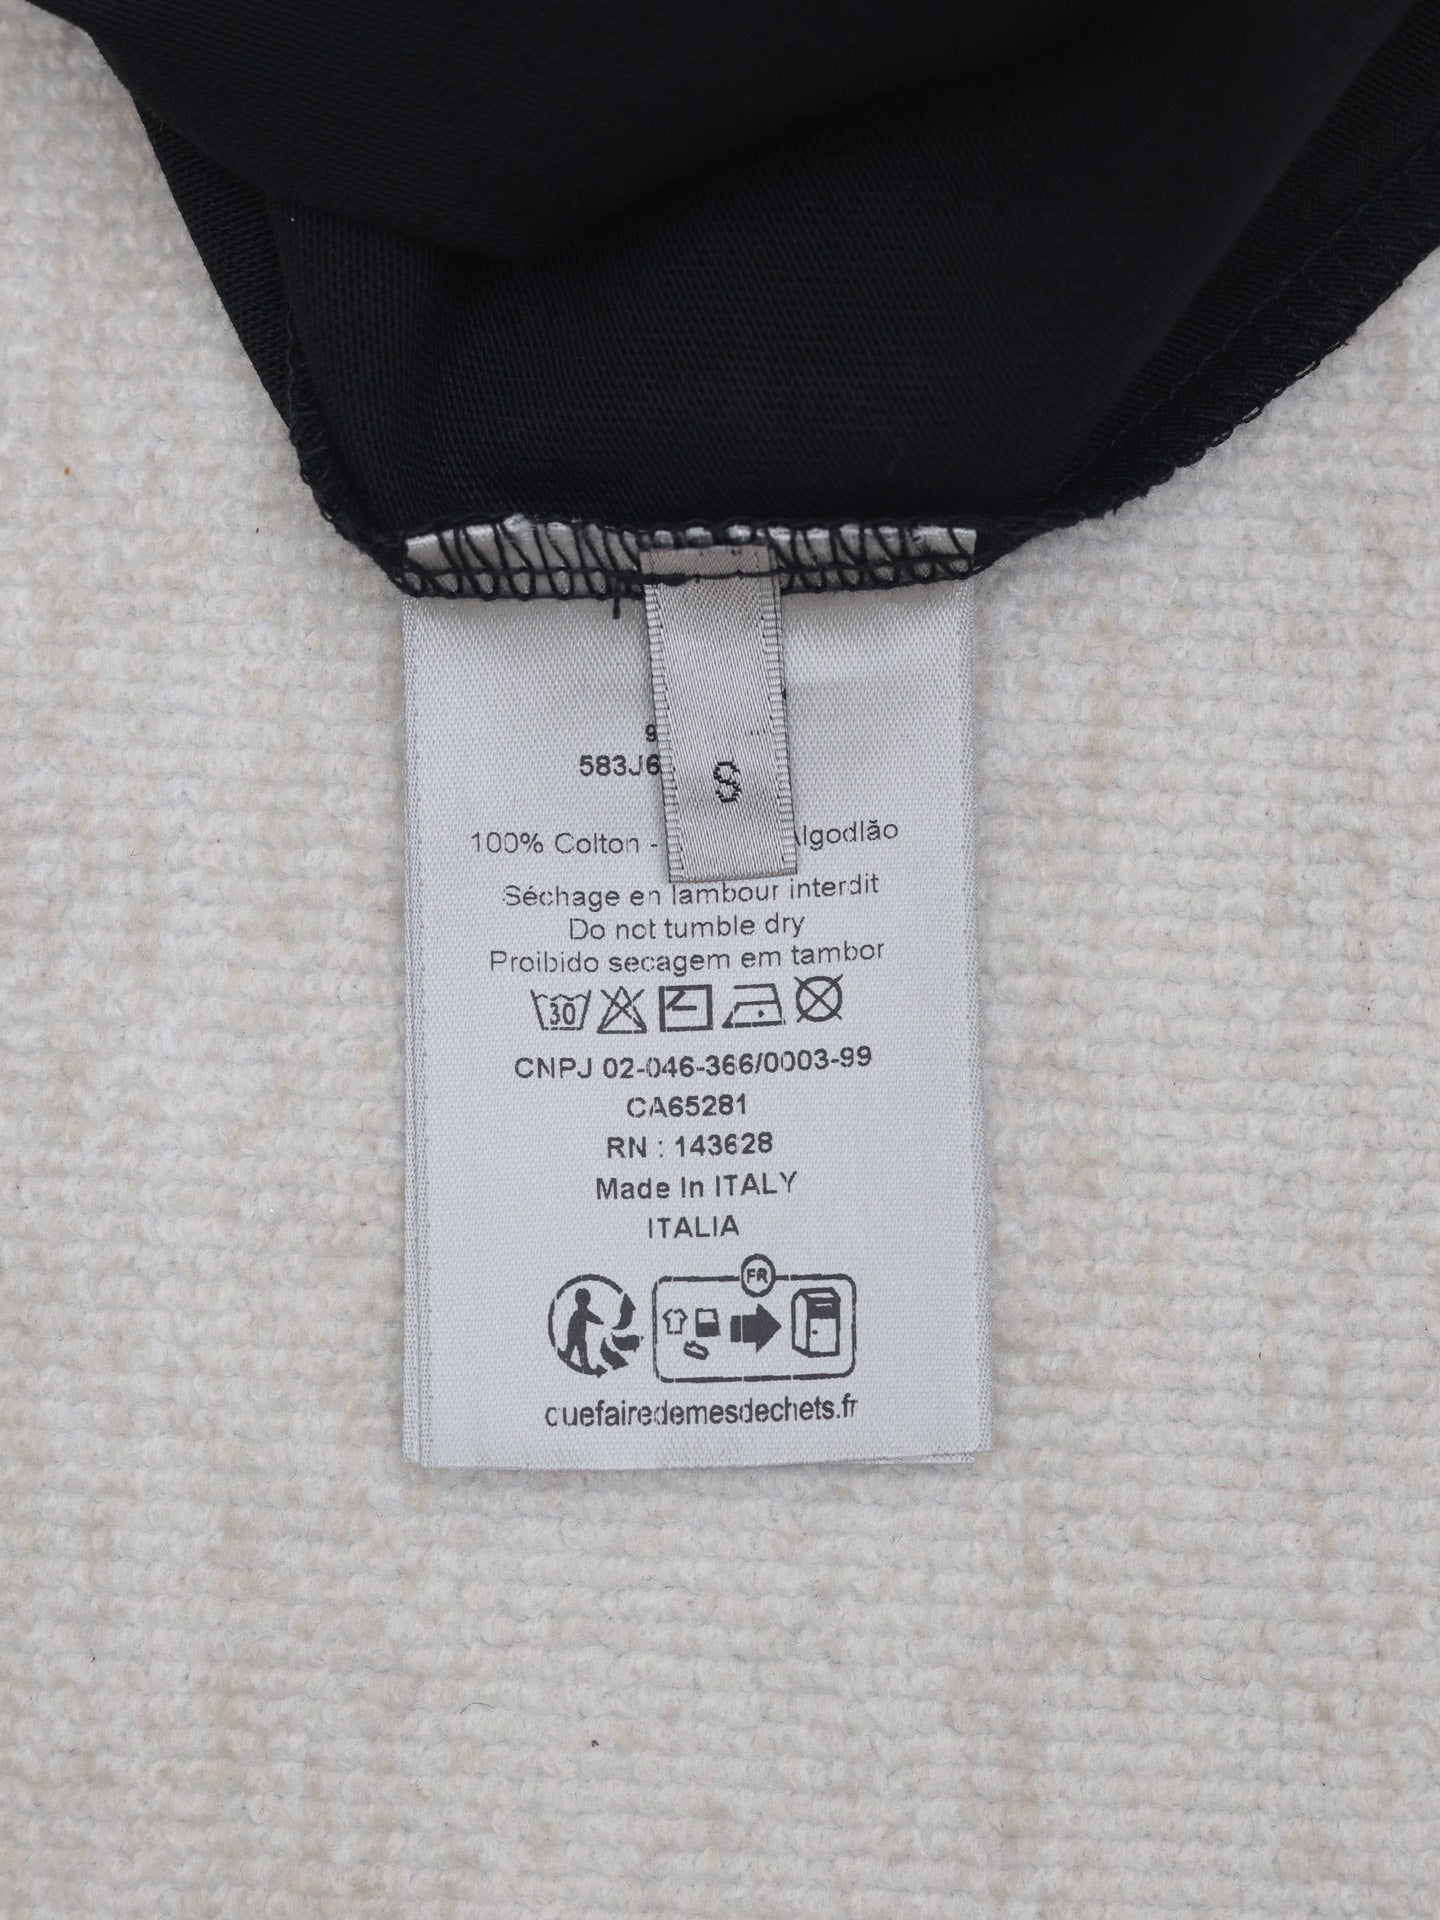 9
583J6
S
100% Colton - Algodlão
Séchage en lambour interdit
Do not tumble dry
Proibido secagem em tambor
30
CNPJ 02-046-366/0003-99
CA65281
RN : 143628
Made In ITALY
ITALIA
FR
quefairedemesdechets.fr